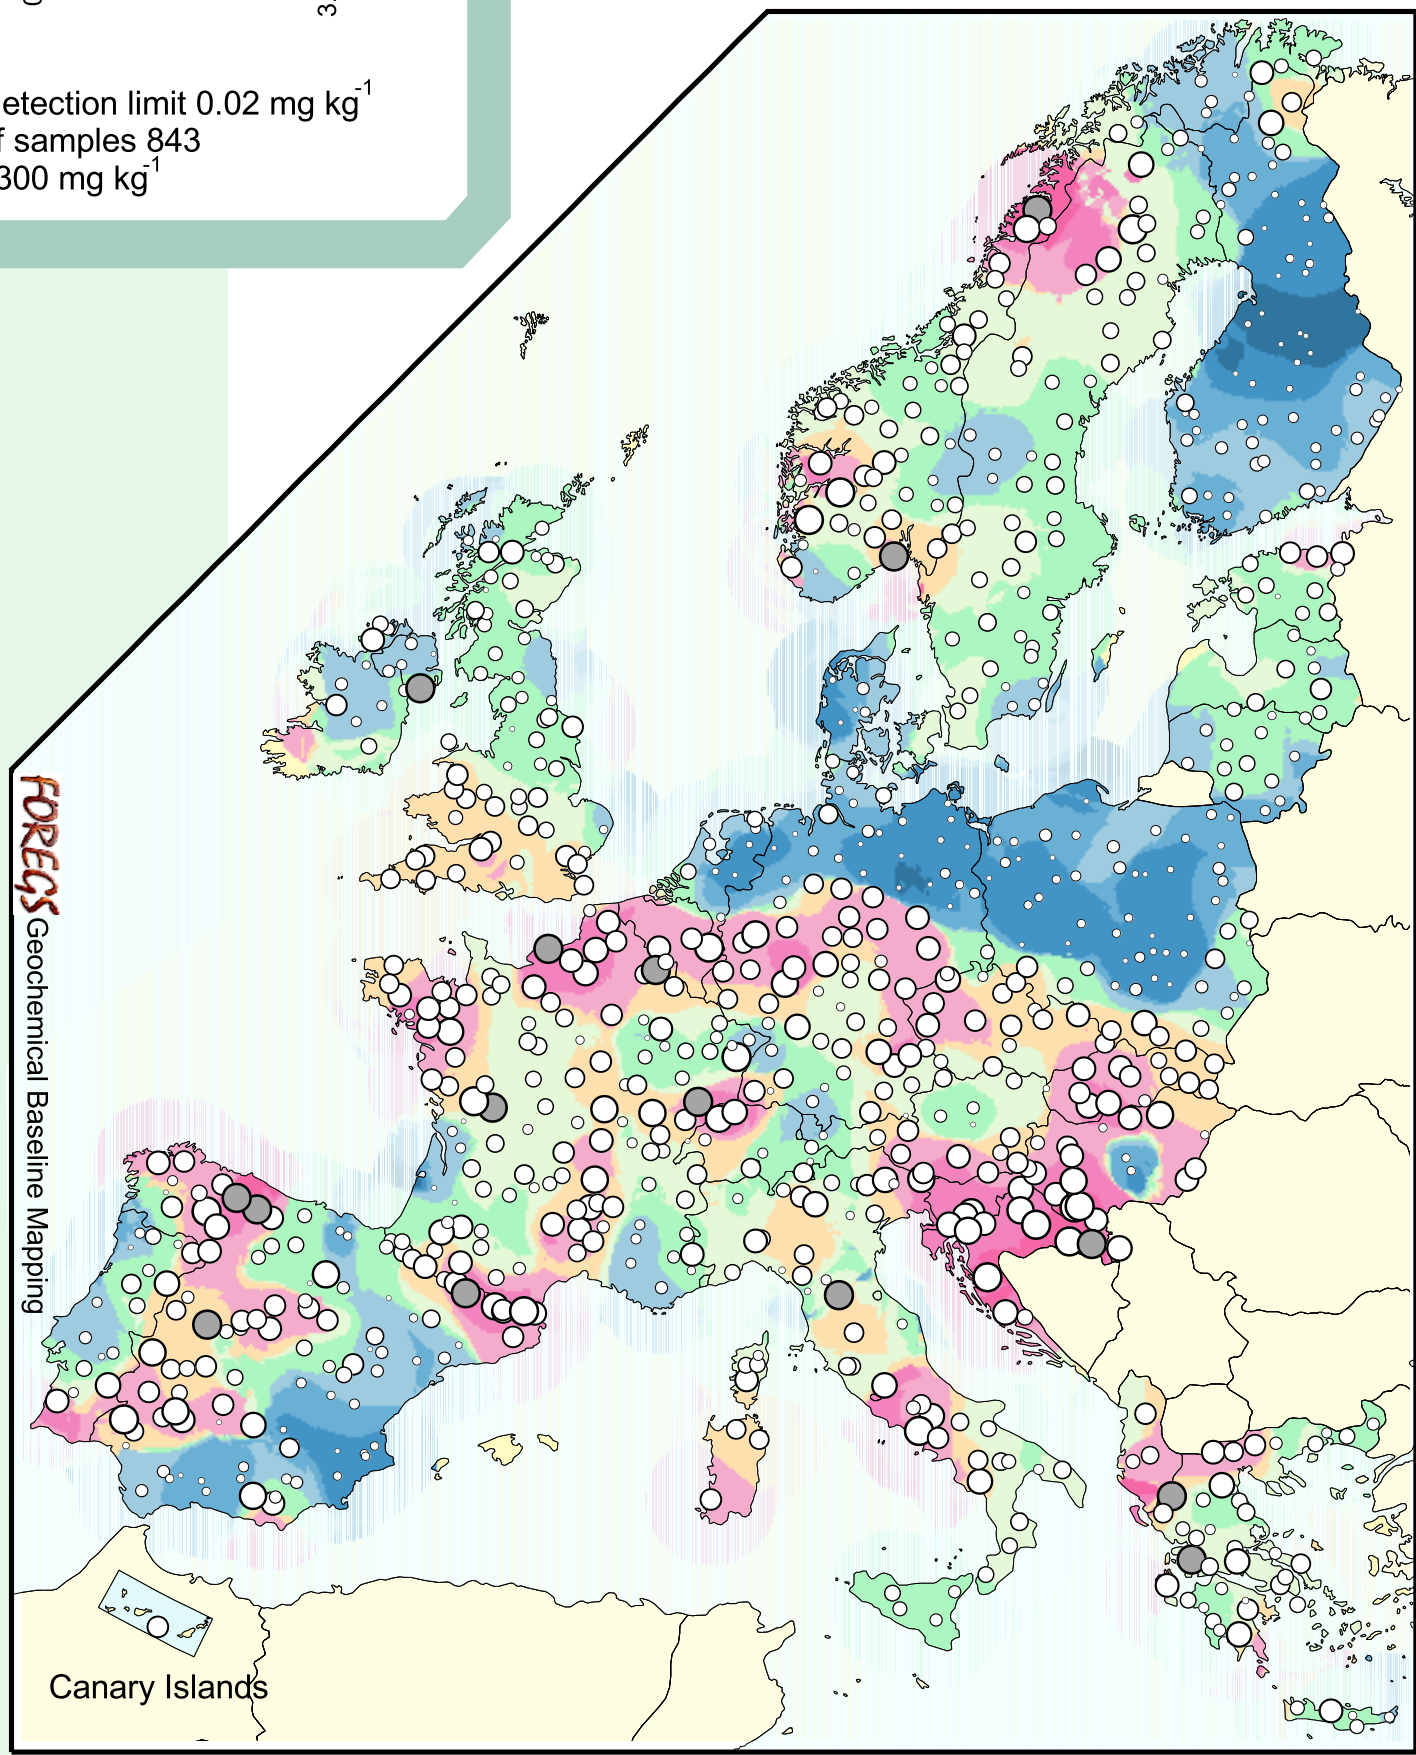 etection limit 0.02 mg kg-1
f samples 843
300 mg kg-1
FOREGS Geochemical Baseline Mapping
Canary Islands